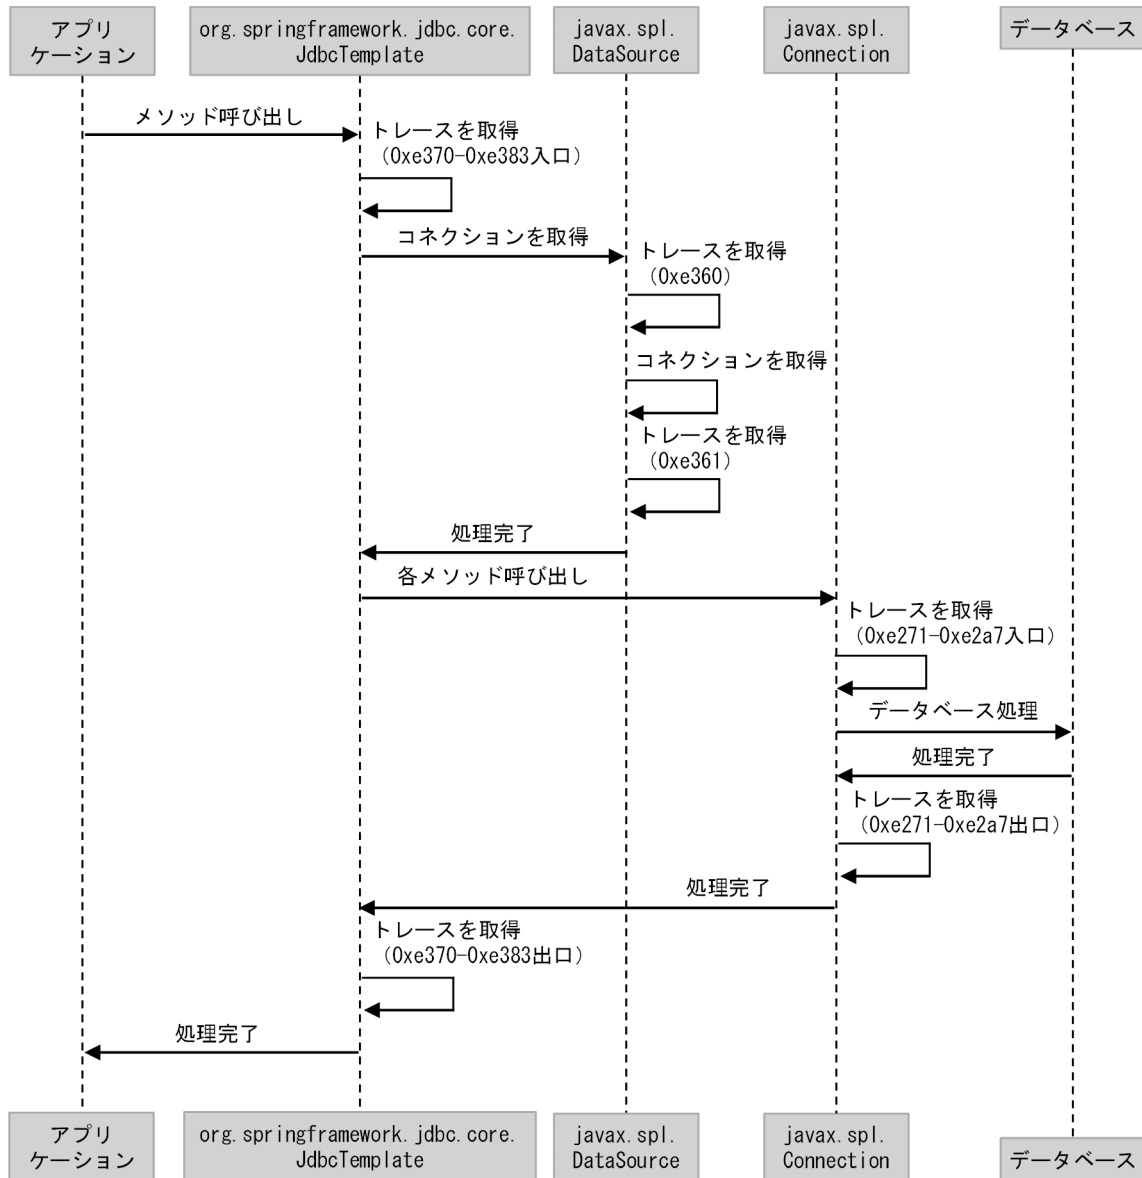 アプリ
ケーション
org.springframework.jdbc.core.
JdbcTemplate
javax.spl.
DataSource
javax.spl.
Connection
データベース
メソッド呼び出し
トレースを取得
（0xe370-0xe383入口）
コネクションを取得
トレースを取得
（0xe360）
コネクションを取得
トレースを取得
（0xe361）
処理完了
各メソッド呼び出し
トレースを取得
（0xe271-0xe2a7入口）
データベース処理
処理完了
トレースを取得
（0xe271-0xe2a7出口）
処理完了
トレースを取得
（0xe370-0xe383出口）
処理完了
アプリ
ケーション
org.springframework.jdbc.core.
JdbcTemplate
javax.spl.
DataSource
javax.spl.
Connection
データベース